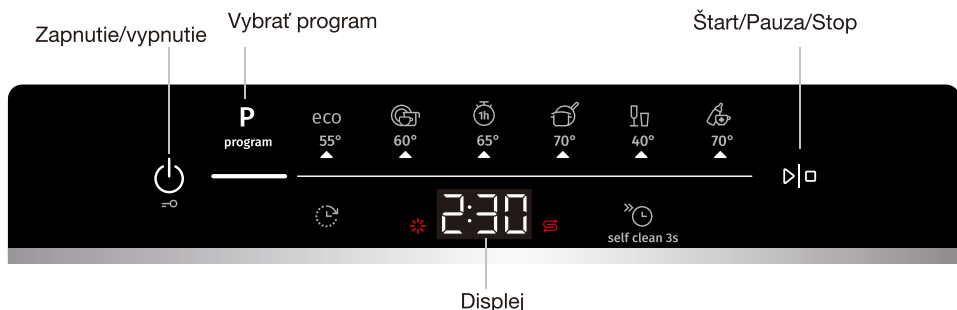 Zapnutie/vypnutie
Vybrať program
Štart/Pauza/Stop
P
program
eco
1h
55° 60° 65° 70° 40° 70°
2:30
self clean 3s
Displej